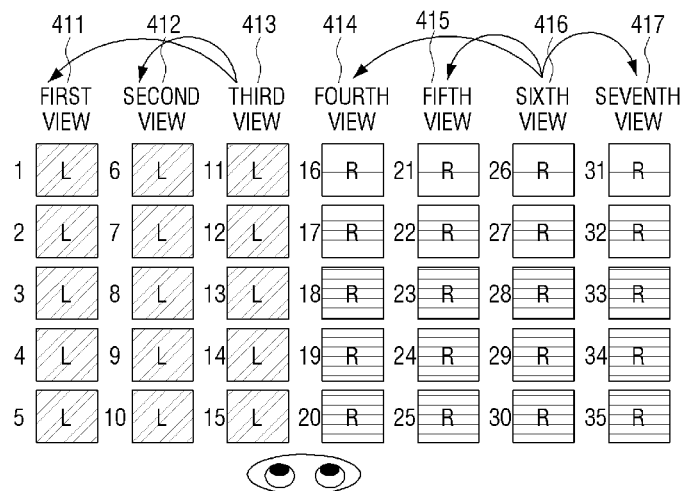 411 412 413 414 415 416 417
FIRST VIEW SECOND VIEW THIRD VIEW FOURTH VIEW FIFTH VIEW SIXTH VIEW SEVENTH VIEW
1 L 6 L 11 L 16 R 21 R 26 R 31 R
2 L 7 L 12 L 17 R 22 R 27 R 32 R
3 L 8 L 13 L 18 R 23 R 28 R 33 R
4 L 9 L 14 L 19 R 24 R 29 R 34 R
5 L 10 L 15 L 20 R 25 R 30 R 35 R